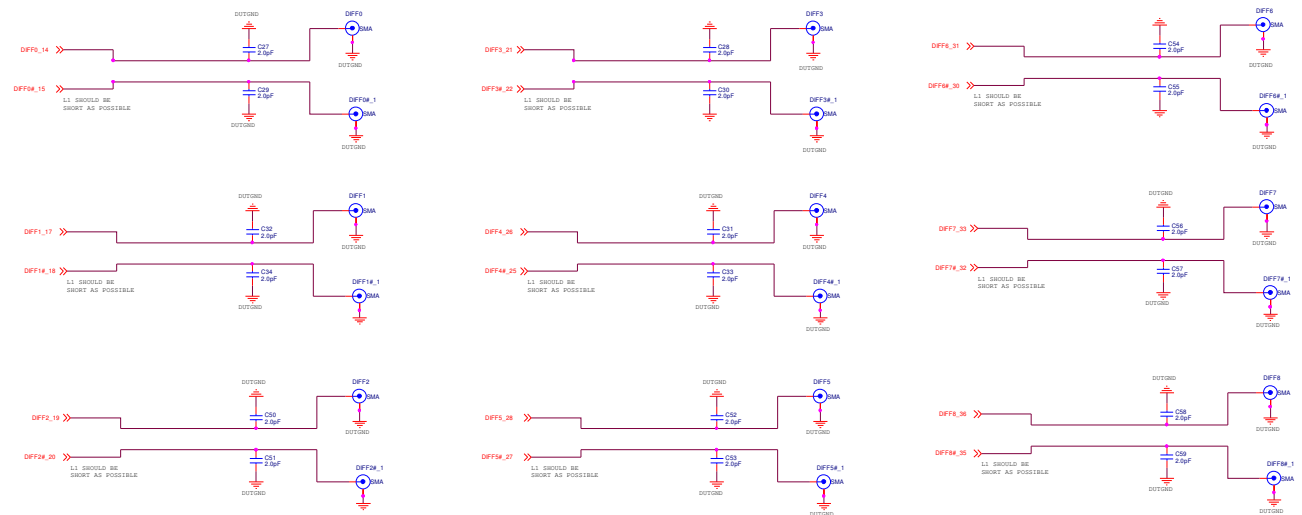 DUTGND
DIFF0
SMA
DIFF0_14
C27
2.0pF
DUTGND
DIFF0#_15
C29
2.0pF
L1 SHOULD BE
SHORT AS POSSIBLE
DIFF0#_1
SMA
DUTGND
DUTGND
DUTGND
DIFF3
SMA
DIFF3_21
C28
2.0pF
DUTGND
DIFF3#_22
C30
2.0pF
L1 SHOULD BE
SHORT AS POSSIBLE
DIFF3#_1
SMA
DUTGND
DIFF6
SMA
DIFF6_31
C54
2.0pF
DUTGND
DIFF6#_30
C55
2.0pF
L1 SHOULD BE
SHORT AS POSSIBLE
DIFF6#_1
SMA
DUTGND
DUTGND
DIFF1
SMA
DIFF1_17
C32
2.0pF
DUTGND
DIFF1#_18
C34
2.0pF
L1 SHOULD BE
SHORT AS POSSIBLE
DIFF1#_1
SMA
DUTGND
DUTGND
DIFF4
SMA
DIFF4_26
C31
2.0pF
DUTGND
DIFF4#_25
C33
2.0pF
L1 SHOULD BE
SHORT AS POSSIBLE
DIFF4#_1
SMA
DUTGND
DUTGND
DUTGND
DIFF7
SMA
DIFF7_33
C56
2.0pF
DUTGND
DIFF7#_32
C57
2.0pF
L1 SHOULD BE
SHORT AS POSSIBLE
DIFF7#_1
SMA
DUTGND
DUTGND
DUTGND
DIFF2
SMA
DIFF2_19
C50
2.0pF
DUTGND
DIFF2#_20
C51
2.0pF
L1 SHOULD BE
SHORT AS POSSIBLE
DIFF2#_1
SMA
DUTGND
DUTGND
DIFF5
SMA
DIFF5_28
C52
2.0pF
DUTGND
DIFF5#_27
C53
2.0pF
L1 SHOULD BE
SHORT AS POSSIBLE
DIFF5#_1
SMA
DUTGND
DUTGND
DUTGND
DIFF8
SMA
DIFF8_36
C58
2.0pF
DUTGND
DIFF8#_35
C59
2.0pF
L1 SHOULD BE
SHORT AS POSSIBLE
DIFF8#_1
SMA
DUTGND
DUTGND